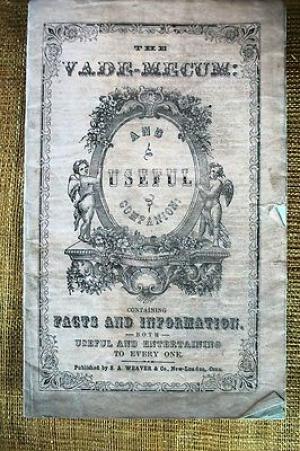 THE
VADE-MECUM:
AND
USEFUL
COMPANION:
CONTAINING
FACTS AND INFORMATION,
BOTH
USEFUL AND ENTERTAINING
TO EVERY ONE.
Published by S. A. WEAVER & Co., New-London, Conn.